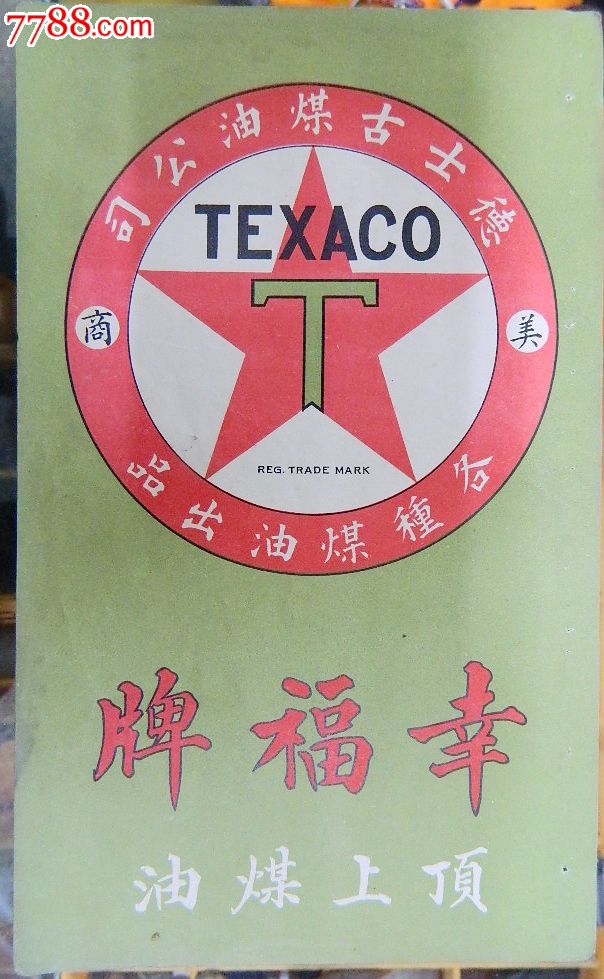 7788.com
德士古煤油公司
TEXACO
T
美商
REG. TRADE MARK
各種煤油出品
幸福牌
頂上煤油